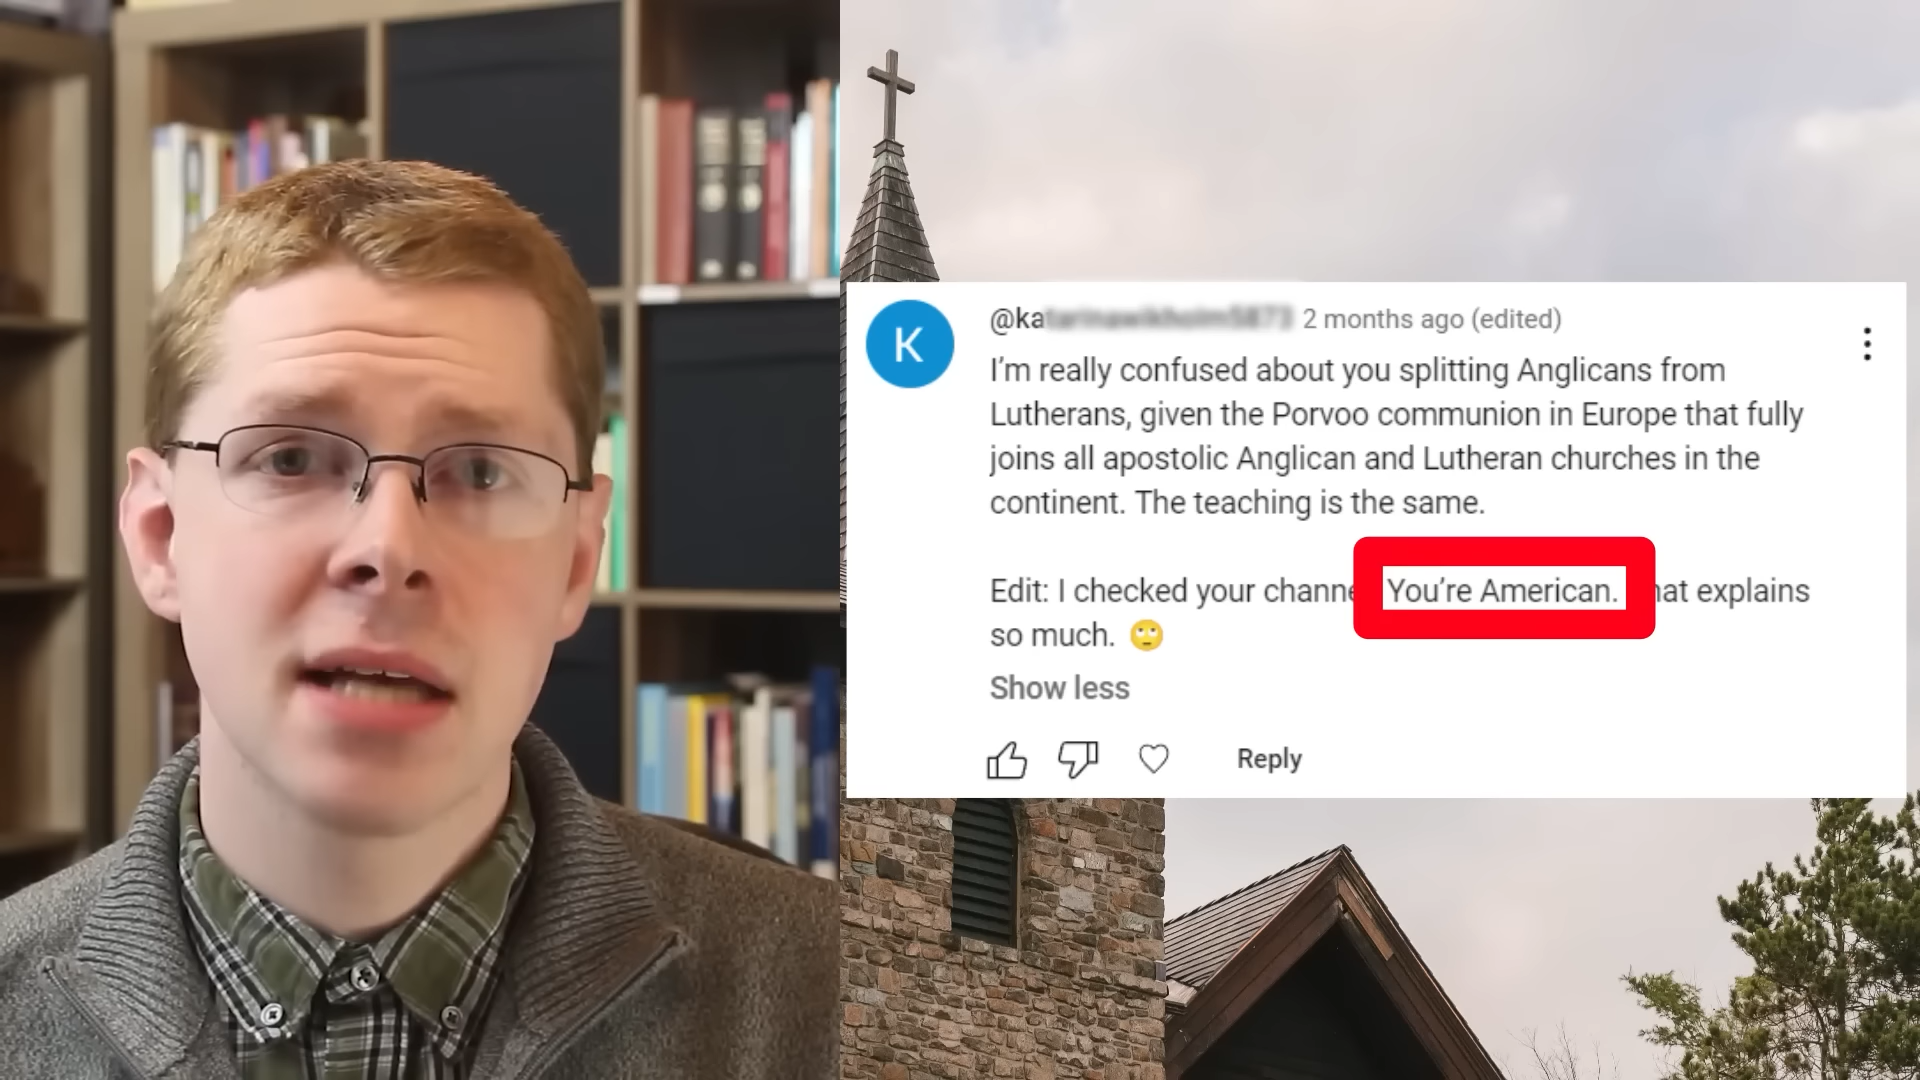 @ka 2 months ago (edited)
I'm really confused about you splitting Anglicans from
Lutherans, given the Porvoo communion in Europe that fully
joins all apostolic Anglican and Lutheran churches in the
continent. The teaching is the same.
Edit: I checked your channe You're American. hat explains
so much. 🙄
Show less
Reply
K